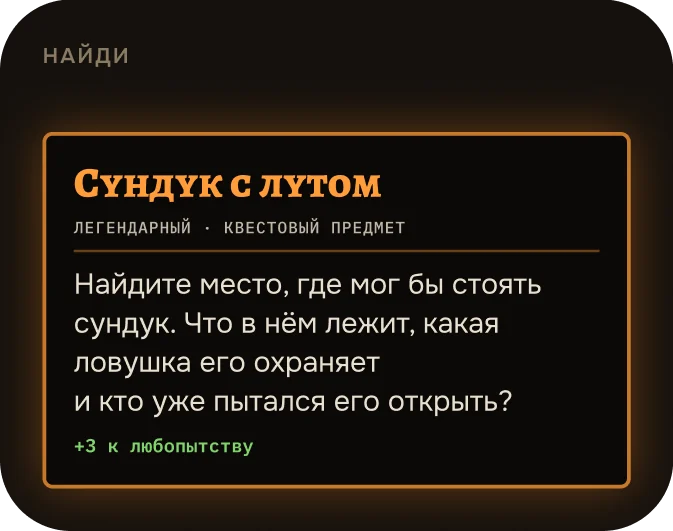 НАЙДИ
Сундук с лутом
ЛЕГЕНДАРНЫЙ · КВЕСТОВЫЙ ПРЕДМЕТ
Найдите место, где мог бы стоять
сундук. Что в нём лежит, какая
ловушка его охраняет
и кто уже пытался его открыть?
+3 к любопытству